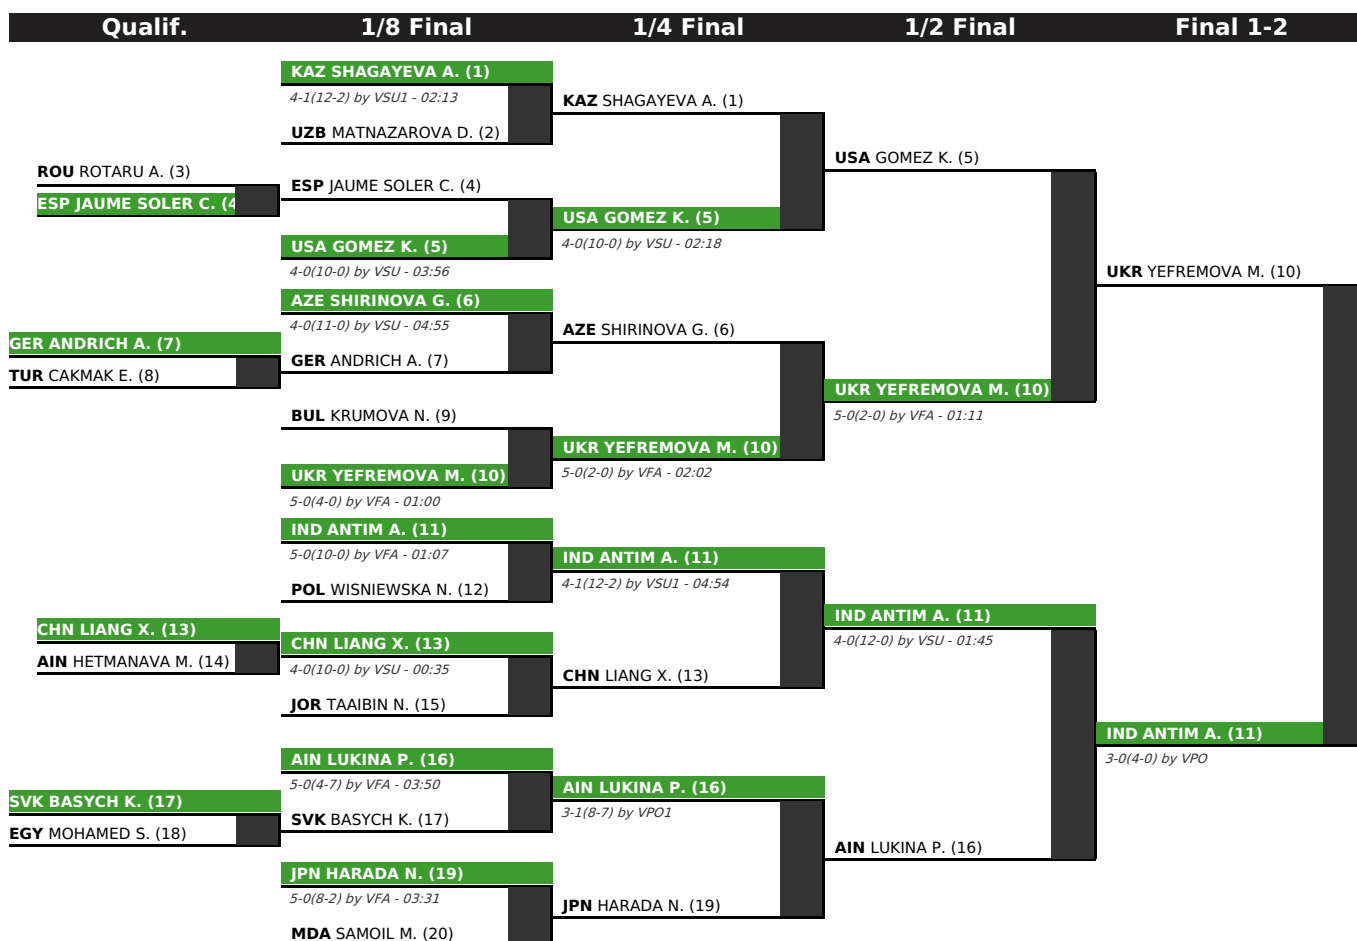 Qualif.
1/8 Final
1/4 Final
1/2 Final
Final 1-2
ROU ROTARU A. (3)
ESP JAUME SOLER C. (4
GER ANDRICH A. (7)
TUR CAKMAK E. (8)
CHN LIANG X. (13)
AIN HETMANAVA M. (14)
SVK BASYCH K. (17)
EGY MOHAMED S. (18)
KAZ SHAGAYEVA A. (1)
4-1(12-2) by VSU1 - 02:13
UZB MATNAZAROVA D. (2)
ESP JAUME SOLER C. (4)
USA GOMEZ K. (5)
4-0(10-0) by VSU - 03:56
AZE SHIRINOVA G. (6)
4-0(11-0) by VSU - 04:55
GER ANDRICH A. (7)
BUL KRUMOVA N. (9)
UKR YEFREMOVA M. (10)
5-0(4-0) by VFA - 01:00
IND ANTIM A. (11)
5-0(10-0) by VFA - 01:07
POL WISNIEWSKA N. (12)
CHN LIANG X. (13)
4-0(10-0) by VSU - 00:35
JOR TAAIBIN N. (15)
AIN LUKINA P. (16)
5-0(4-7) by VFA - 03:50
SVK BASYCH K. (17)
JPN HARADA N. (19)
5-0(8-2) by VFA - 03:31
MDA SAMOIL M. (20)
KAZ SHAGAYEVA A. (1)
USA GOMEZ K. (5)
4-0(10-0) by VSU - 02:18
AZE SHIRINOVA G. (6)
UKR YEFREMOVA M. (10)
5-0(2-0) by VFA - 02:02
IND ANTIM A. (11)
4-1(12-2) by VSU1 - 04:54
CHN LIANG X. (13)
AIN LUKINA P. (16)
3-1(8-7) by VPO1
JPN HARADA N. (19)
USA GOMEZ K. (5)
UKR YEFREMOVA M. (10)
5-0(2-0) by VFA - 01:11
IND ANTIM A. (11)
4-0(12-0) by VSU - 01:45
AIN LUKINA P. (16)
UKR YEFREMOVA M. (10)
IND ANTIM A. (11)
3-0(4-0) by VPO